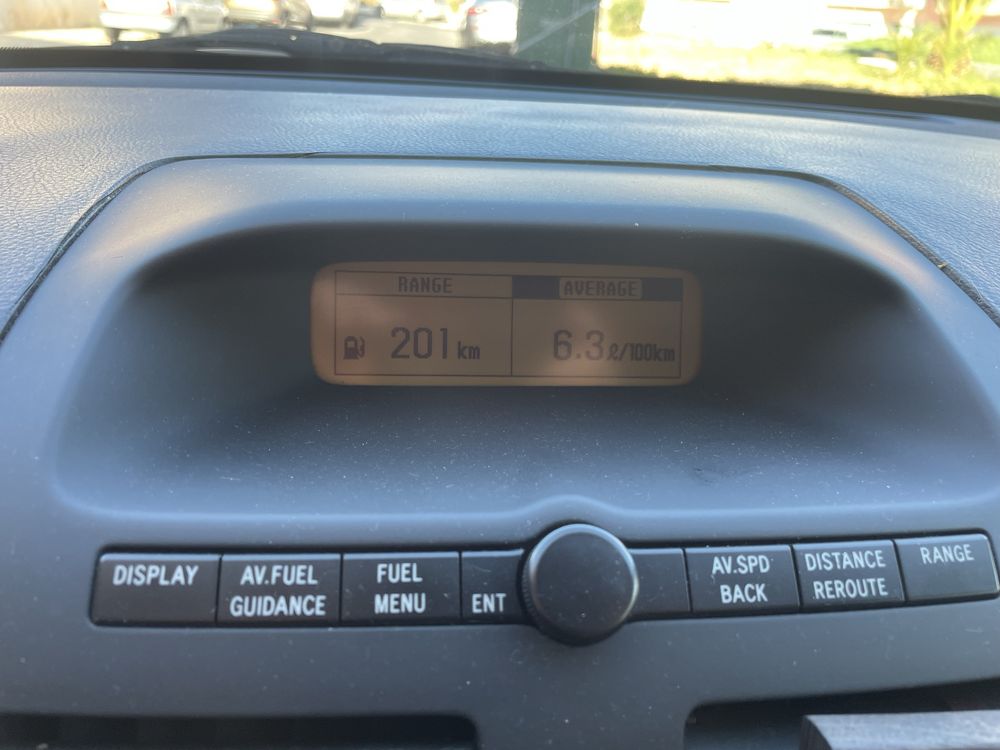 RANGE AVERAGE
201 km 6.3 ℓ/100km
DISPLAY
AV.FUEL
GUIDANCE
FUEL
MENU
ENT
AV.SPD
BACK
DISTANCE
REROUTE
RANGE